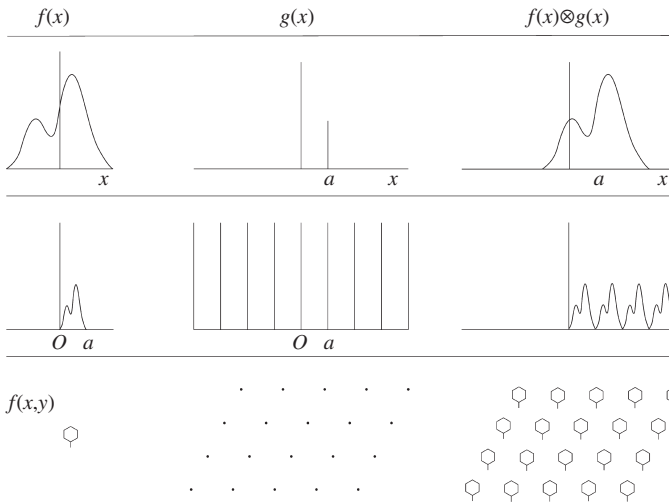 f(x) g(x) f(x)⊗g(x)
x a x a x
O a O a
f(x,y)